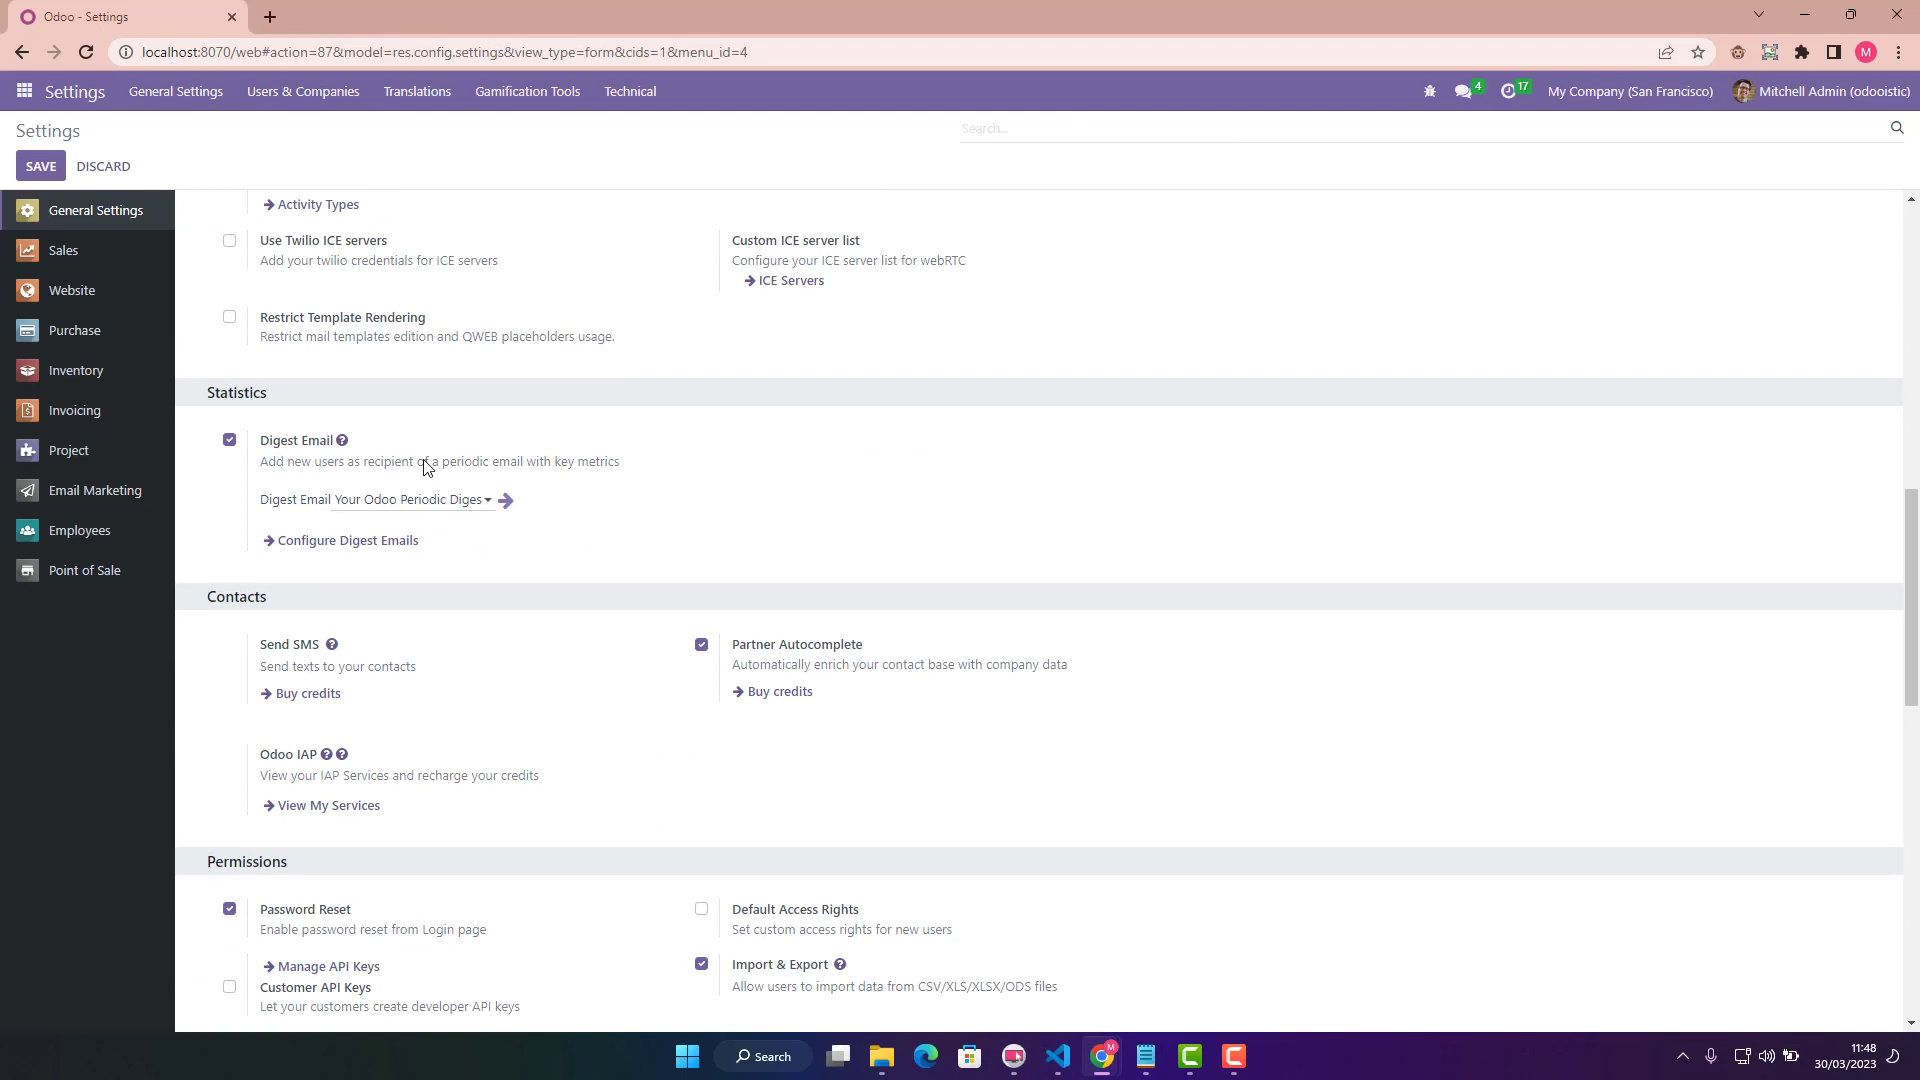 Odoo - Settings
localhost:8070/web#action=87&model=res.config.settings&view_type=form&cids=1&menu_id=4
M
Settings General Settings Users & Companies Translations Gamification Tools Technical 4 17 My Company (San Francisco) Mitchell Admin (odooistic)
Settings
Search...
SAVE DISCARD
General Settings
Sales
Website
Purchase
Inventory
Invoicing
Project
Email Marketing
Employees
Point of Sale
Activity Types
Use Twilio ICE servers
Add your twilio credentials for ICE servers
Custom ICE server list
Configure your ICE server list for webRTC
ICE Servers
Restrict Template Rendering
Restrict mail templates edition and QWEB placeholders usage.
Statistics
Digest Email
Add new users as recipient of a periodic email with key metrics
Digest Email Your Odoo Periodic Diges
Configure Digest Emails
Contacts
Send SMS
Send texts to your contacts
Buy credits
Partner Autocomplete
Automatically enrich your contact base with company data
Buy credits
Odoo IAP
View your IAP Services and recharge your credits
View My Services
Permissions
Password Reset
Enable password reset from Login page
Default Access Rights
Set custom access rights for new users
Manage API Keys
Customer API Keys
Let your customers create developer API keys
Import & Export
Allow users to import data from CSV/XLS/XLSX/ODS files
Search
M
11:48
30/03/2023